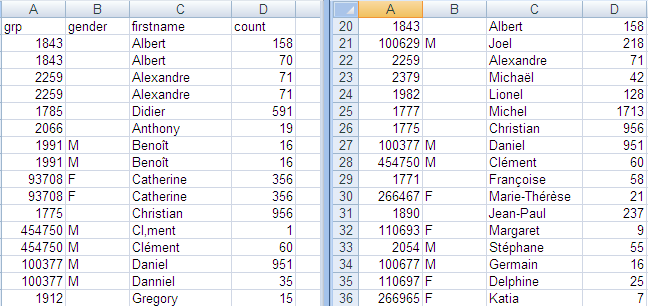 A B C D
grp gender firstname count
1843 Albert 158
1843 Albert 70
2259 Alexandre 71
2259 Alexandre 71
1785 Didier 591
2066 Anthony 19
1991 M Benoît 16
1991 M Benoît 16
93708 F Catherine 356
93708 F Catherine 356
1775 Christian 956
454750 M Cl,ment 1
454750 M Clément 60
100377 M Daniel 951
100377 M Danniel 35
1912 Gregory 15
A B C D
20 1843 Albert 158
21 100629 M Joel 218
22 2259 Alexandre 71
23 2379 Michaël 42
24 1982 Lionel 128
25 1777 Michel 1713
26 1775 Christian 956
27 100377 M Daniel 951
28 454750 M Clément 60
29 1771 Françoise 58
30 266467 F Marie-Thérèse 21
31 1890 Jean-Paul 237
32 110693 F Margaret 9
33 2054 M Stéphane 55
34 100677 M Germain 16
35 110697 F Delphine 25
36 266965 F Katia 7